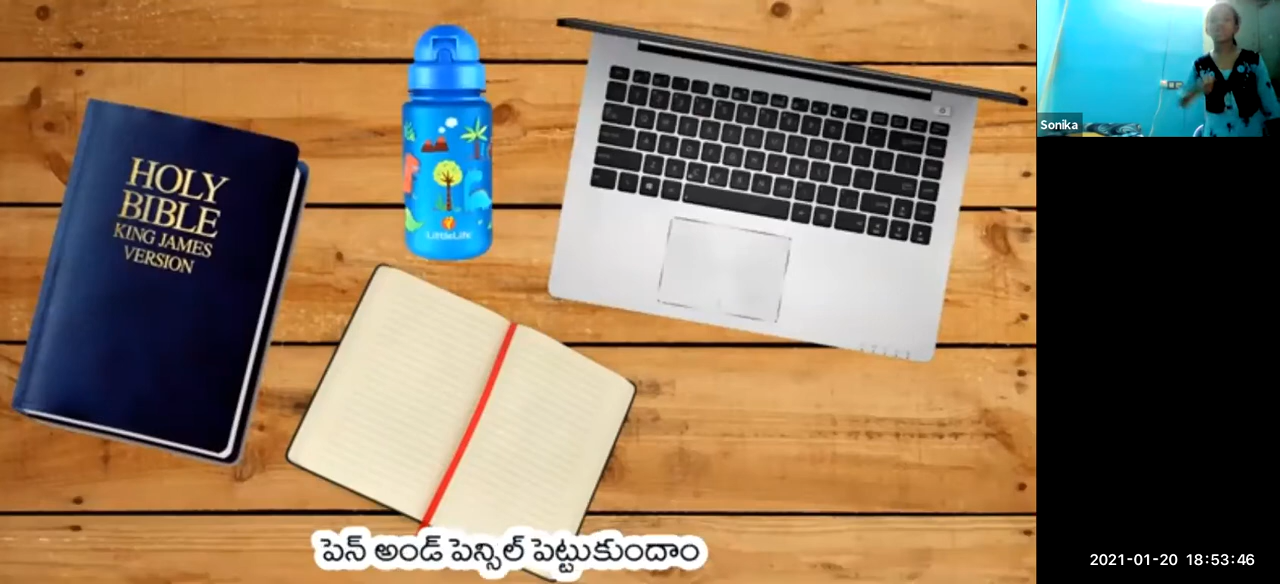 HOLY
BIBLE
KING JAMES
VERSION
LittleLife
Sonika
పెన్ అండ్ పెన్సిల్ పెట్టుకుందాం
2021-01-20 18:53:46